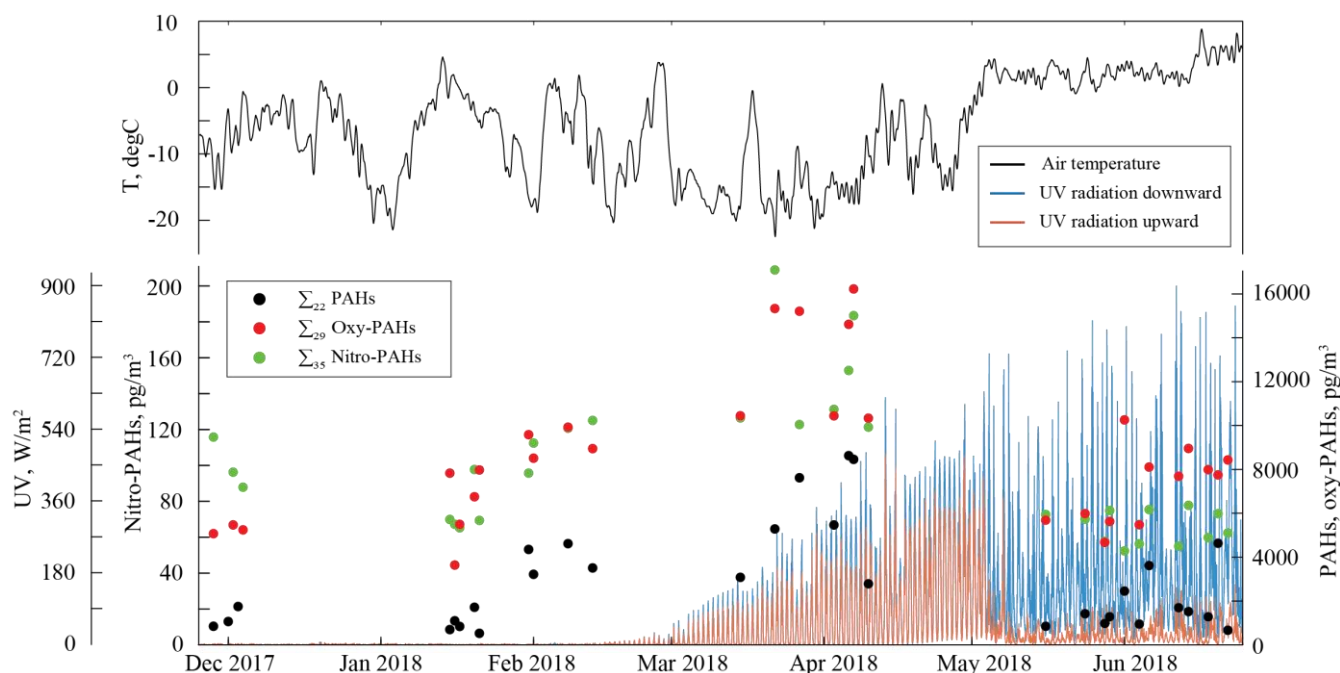 10
0
-10
-20
T, degC
Air temperature
UV radiation downward
UV radiation upward
900
720
540
360
180
0
UV, W/m²
200
160
120
80
40
0
Nitro-PAHs, pg/m³
∑₂₂ PAHs
∑₂₉ Oxy-PAHs
∑₃₅ Nitro-PAHs
16000
12000
8000
4000
0
PAHs, oxy-PAHs, pg/m³
Dec 2017
Jan 2018
Feb 2018
Mar 2018
Apr 2018
May 2018
Jun 2018